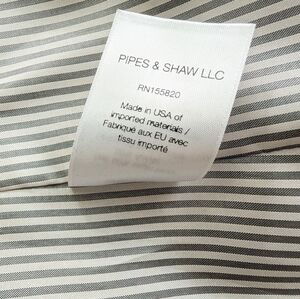 PIPES & SHAW LLC
RN155820
Made in USA of
imported materials /
Fabriqué aux EU avec
tissu importé